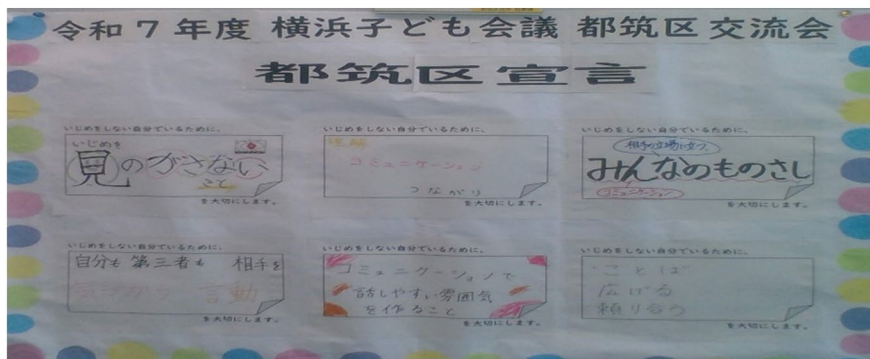 令和7年度 横浜子ども会議 都筑区交流会
都筑区宣言
いじめをしない自分でいるために、
いじめを
見のがさない
こと
を大切にします。
いじめをしない自分でいるために、
理解
コミュニケーション
つながり
を大切にします。
いじめをしない自分でいるために、
相手の立場に立つ
みんなのものさし
コミュニケーション
を大切にします。
いじめをしない自分でいるために、
自分も 第三者も 相手を
言動
を大切にします。
いじめをしない自分でいるために、
コミュニケーションで
話しやすい雰囲気
を作ること
を大切にします。
いじめをしない自分でいるために、
ことば
広げる
頼り合う
を大切にします。